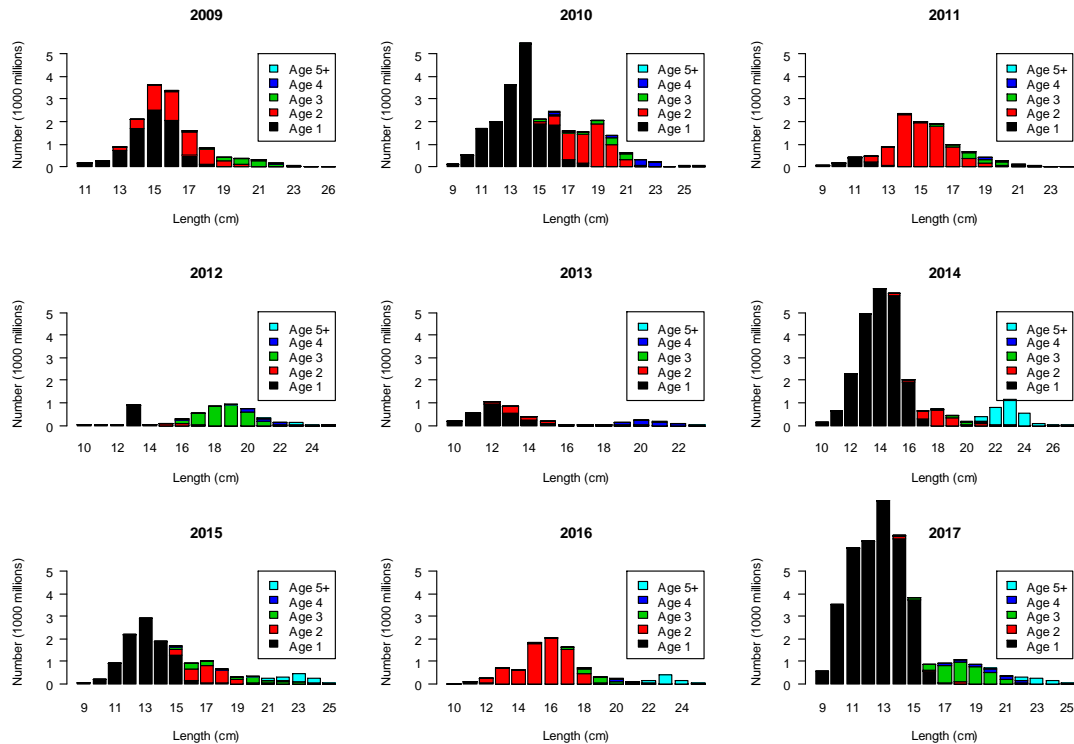 2009
Number (1000 millions)
5
4
3
2
1
0
Age 5+
Age 4
Age 3
Age 2
Age 1
11 13 15 17 19 21 23 26
Length (cm)
2010
Number (1000 millions)
5
4
3
2
1
0
Age 5+
Age 4
Age 3
Age 2
Age 1
9 11 13 15 17 19 21 23 25
Length (cm)
2011
Number (1000 millions)
5
4
3
2
1
0
Age 5+
Age 4
Age 3
Age 2
Age 1
9 11 13 15 17 19 21 23
Length (cm)
2012
Number (1000 millions)
5
4
3
2
1
0
Age 5+
Age 4
Age 3
Age 2
Age 1
10 12 14 16 18 20 22 24
Length (cm)
2013
Number (1000 millions)
5
4
3
2
1
0
Age 5+
Age 4
Age 3
Age 2
Age 1
10 12 14 16 18 20 22
Length (cm)
2014
Number (1000 millions)
5
4
3
2
1
0
Age 5+
Age 4
Age 3
Age 2
Age 1
10 12 14 16 18 20 22 24 26
Length (cm)
2015
Number (1000 millions)
5
4
3
2
1
0
Age 5+
Age 4
Age 3
Age 2
Age 1
9 11 13 15 17 19 21 23 25
Length (cm)
2016
Number (1000 millions)
5
4
3
2
1
0
Age 5+
Age 4
Age 3
Age 2
Age 1
10 12 14 16 18 20 22 24
Length (cm)
2017
Number (1000 millions)
5
4
3
2
1
0
Age 5+
Age 4
Age 3
Age 2
Age 1
9 11 13 15 17 19 21 23 25
Length (cm)